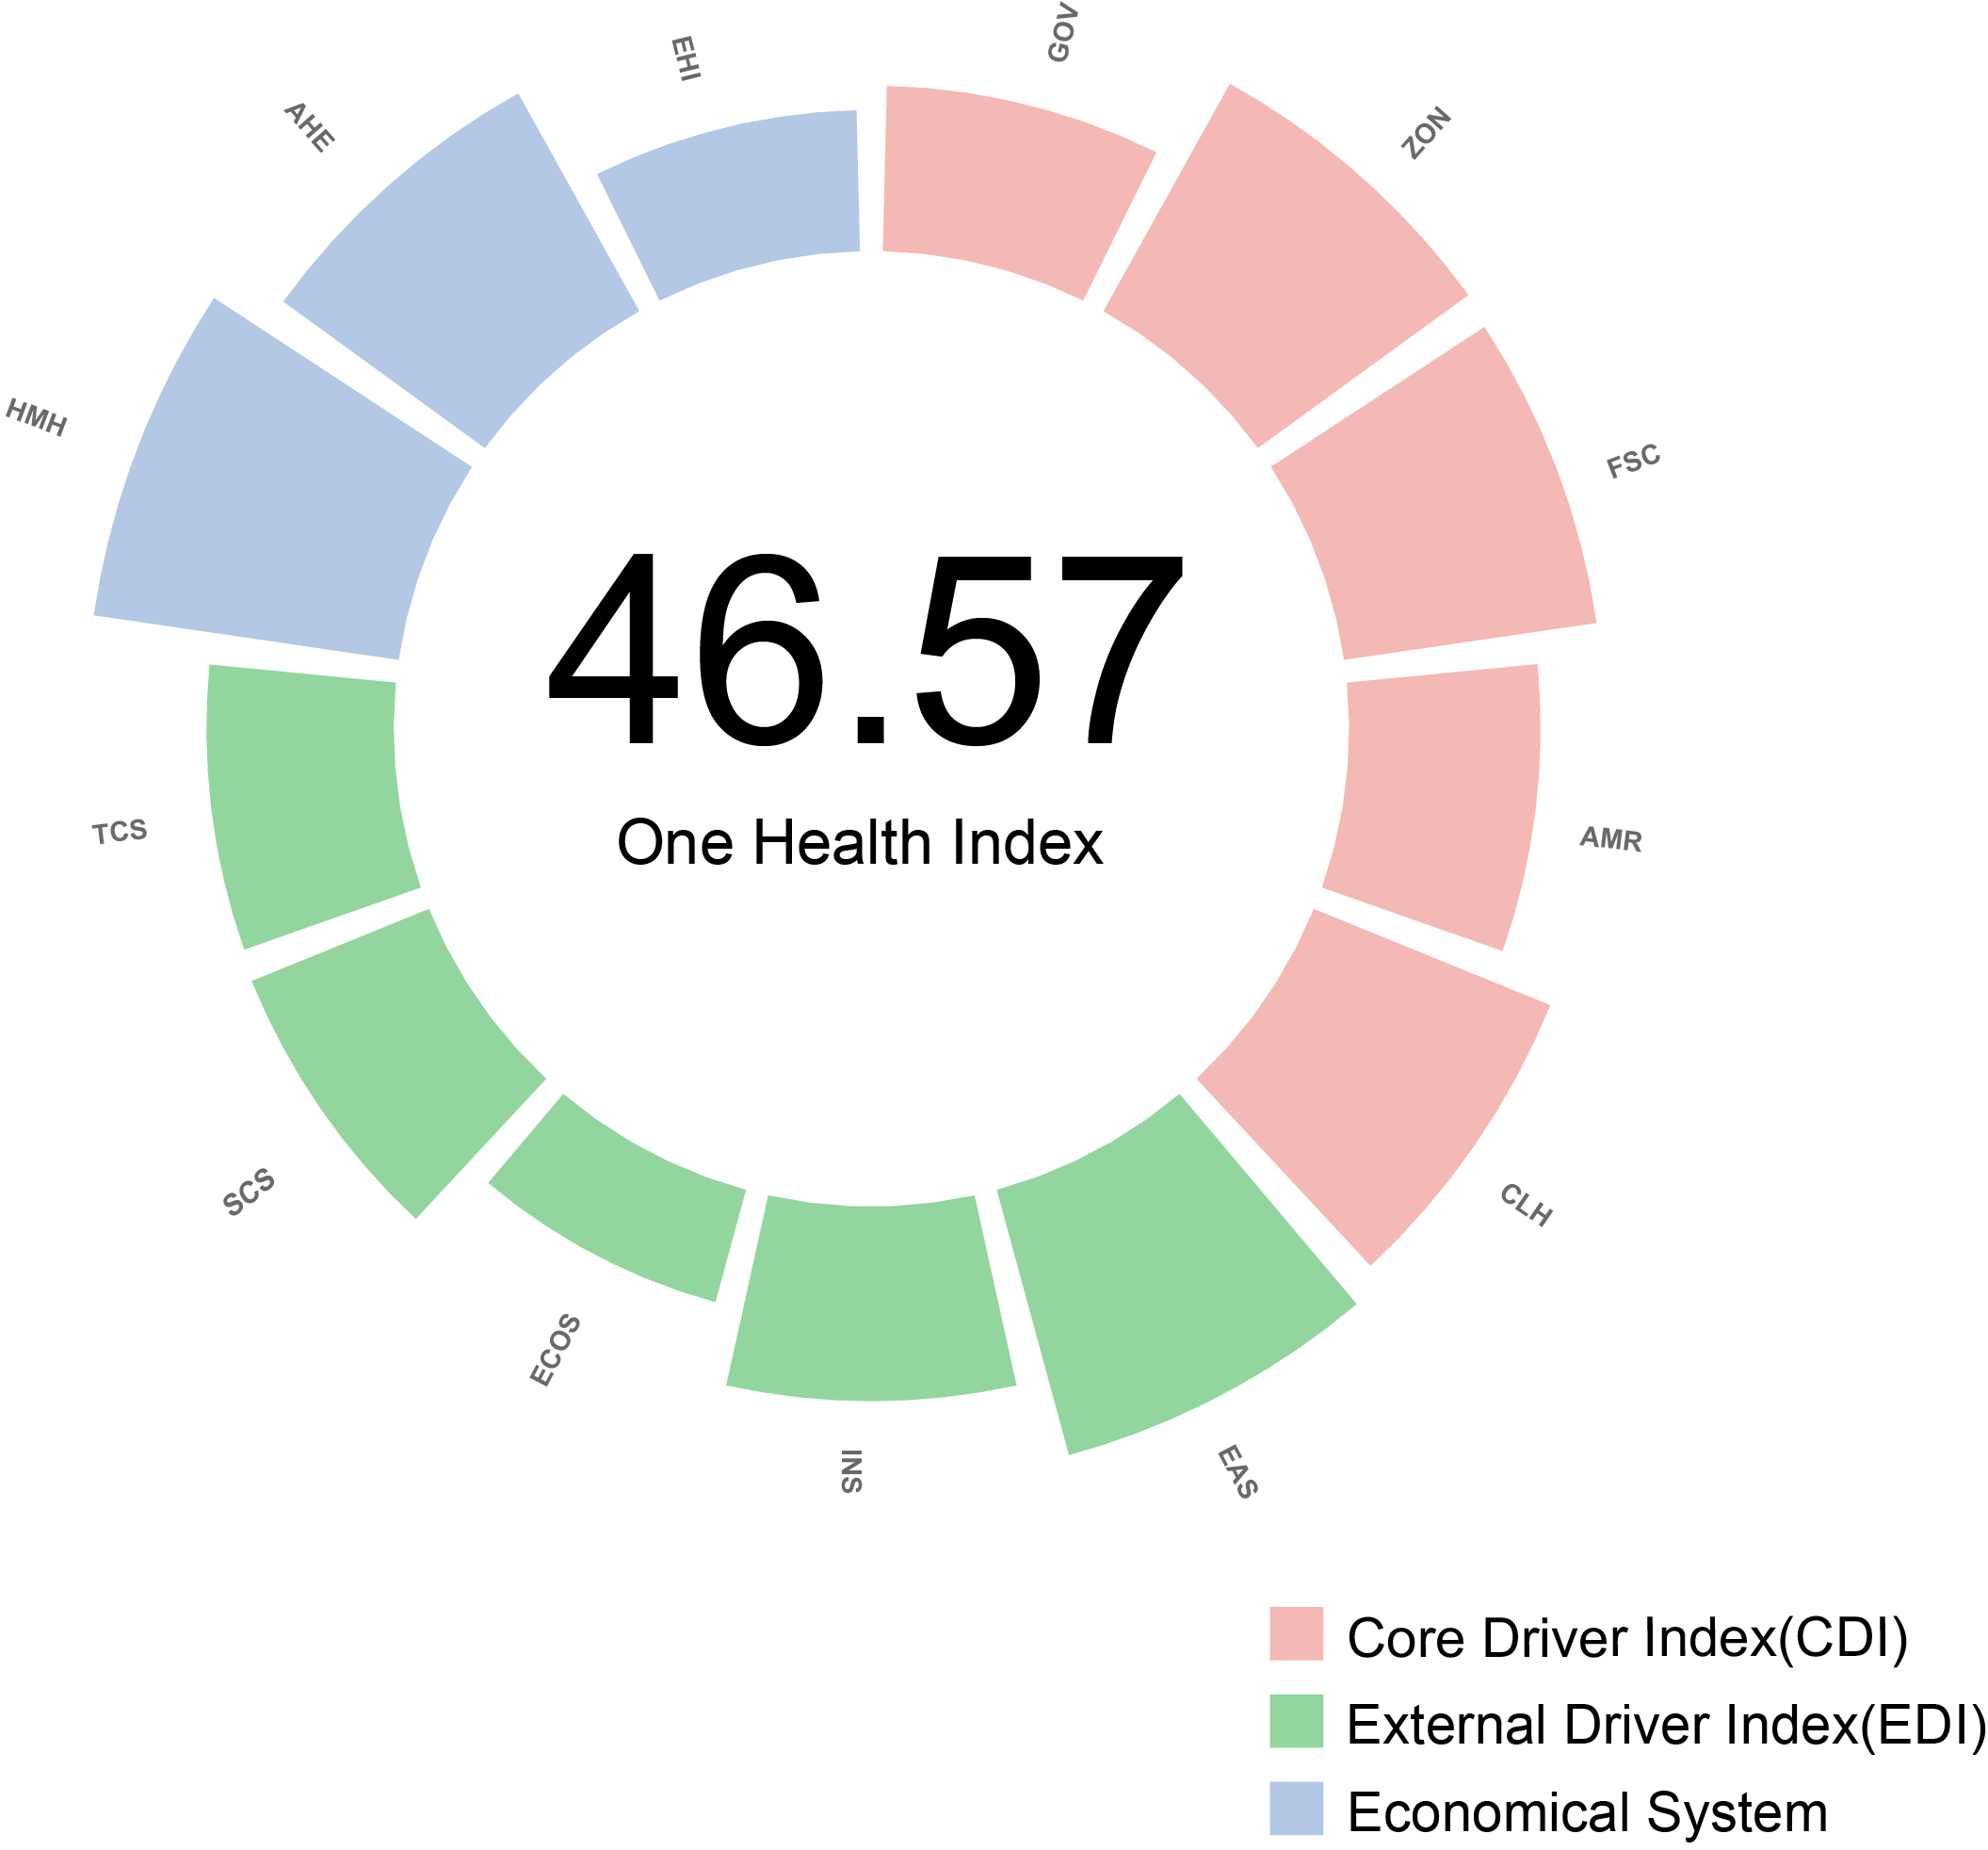 GOV
ZON
FSC
AMR
CLH
EAS
INS
ECOS
SCS
TCS
HMH
AHE
EHI
46.57
One Health Index
Core Driver Index(CDI)
External Driver Index(EDI)
Economical System